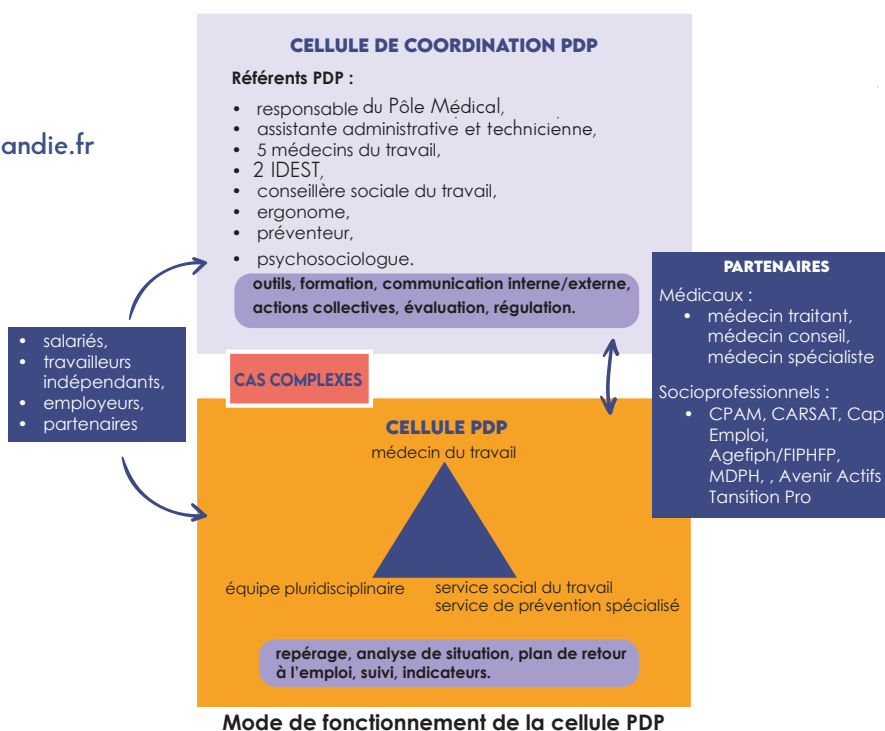 CELLULE DE COORDINATION PDP
Référents PDP :
• responsable du Pôle Médical,
• assistante administrative et technicienne,
• 5 médecins du travail,
• 2 IDEST,
• conseillère sociale du travail,
• ergonome,
• préventeur,
• psychosociologue.
outils, formation, communication interne/externe,
actions collectives, évaluation, régulation.
andie.fr
• salariés,
• travailleurs
indépendants,
• employeurs,
• partenaires
CAS COMPLEXES
PARTENAIRES
Médicaux :
• médecin traitant,
médecin conseil,
médecin spécialiste
Socioprofessionnels :
• CPAM, CARSAT, Cap
Emploi,
Agefiph/FIPHFP,
MDPH, , Avenir Actifs
Tansition Pro
CELLULE PDP
médecin du travail
équipe pluridisciplinaire
service social du travail
service de prévention spécialisé
repérage, analyse de situation, plan de retour
à l'emploi, suivi, indicateurs.
Mode de fonctionnement de la cellule PDP